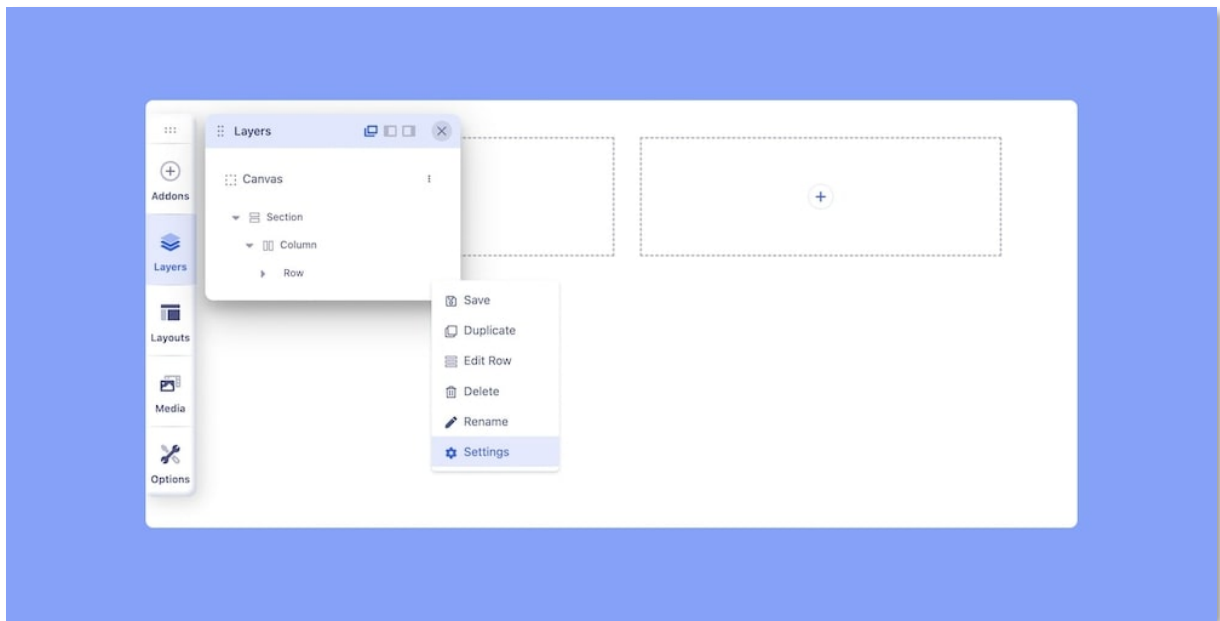 Layers
Canvas
Addons
Section
Column
Layers
Row
Save
Layouts
Duplicate
Edit Row
Delete
Media
Rename
Settings
Options